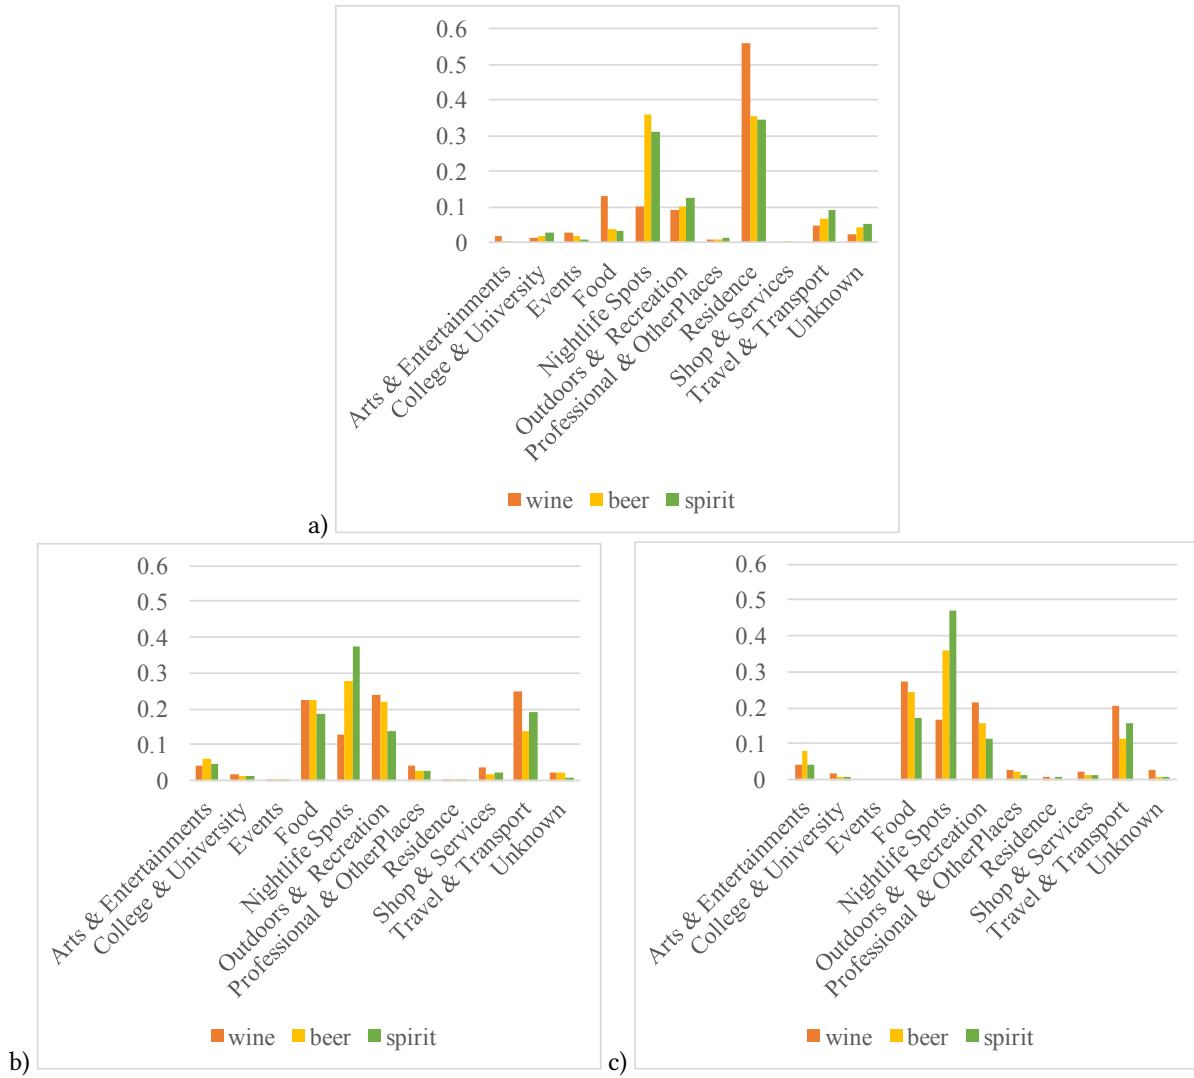 0.6
0.5
0.4
0.3
0.2
0.1
0
Arts & Entertainments
College & University
Events
Food
Nightlife Spots
Outdoors & Recreation
Professional & OtherPlaces
Residence
Shop & Services
Travel & Transport
Unknown
wine beer spirit
a)
0.6
0.5
0.4
0.3
0.2
0.1
0
Arts & Entertainments
College & University
Events
Food
Nightlife Spots
Outdoors & Recreation
Professional & OtherPlaces
Residence
Shop & Services
Travel & Transport
Unknown
wine beer spirit
b)
0.6
0.5
0.4
0.3
0.2
0.1
0
Arts & Entertainments
College & University
Events
Food
Nightlife Spots
Outdoors & Recreation
Professional & OtherPlaces
Residence
Shop & Services
Travel & Transport
Unknown
wine beer spirit
c)